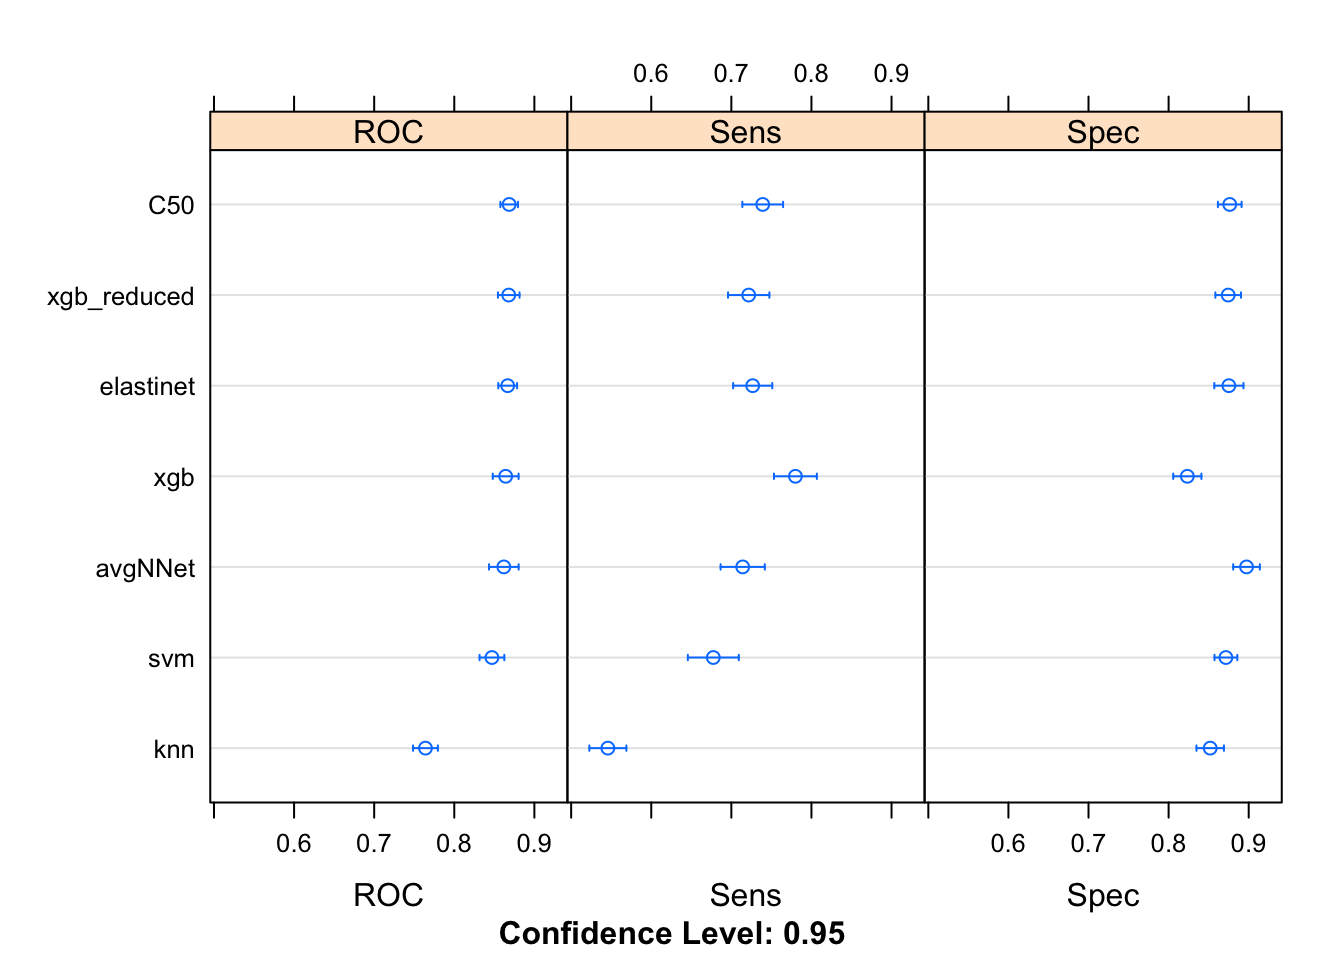 0.6 0.7 0.8 0.9
ROC Sens Spec
C50
xgb_reduced
elastinet
xgb
avgNNet
svm
knn
0.6 0.7 0.8 0.9 0.6 0.7 0.8 0.9
ROC Sens Spec
Confidence Level: 0.95